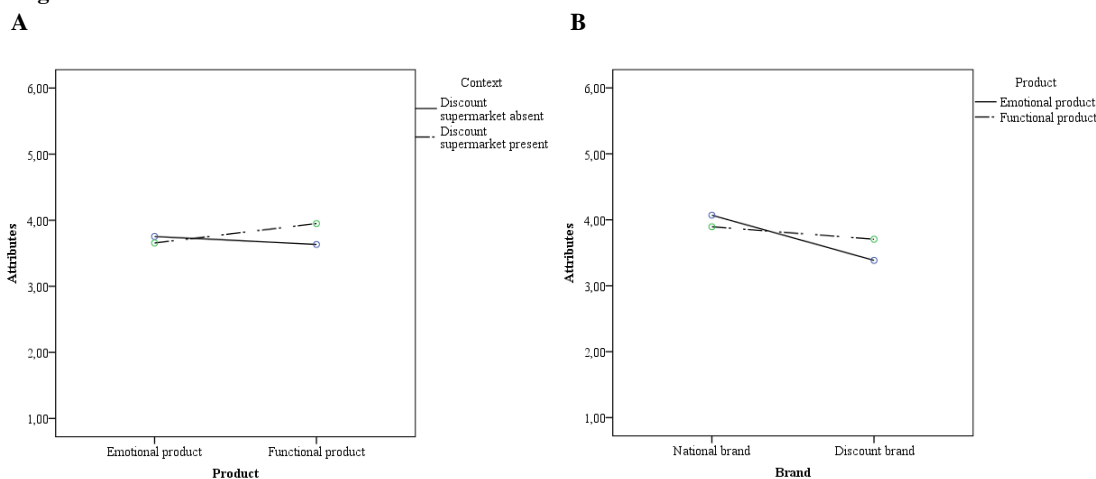 A
B
6,00
5,00
4,00
3,00
2,00
1,00
Attributes
Emotional product
Functional product
Product
Context
Discount
supermarket absent
Discount
supermarket present
6,00
5,00
4,00
3,00
2,00
1,00
Attributes
National brand
Discount brand
Brand
Product
Emotional product
Functional product